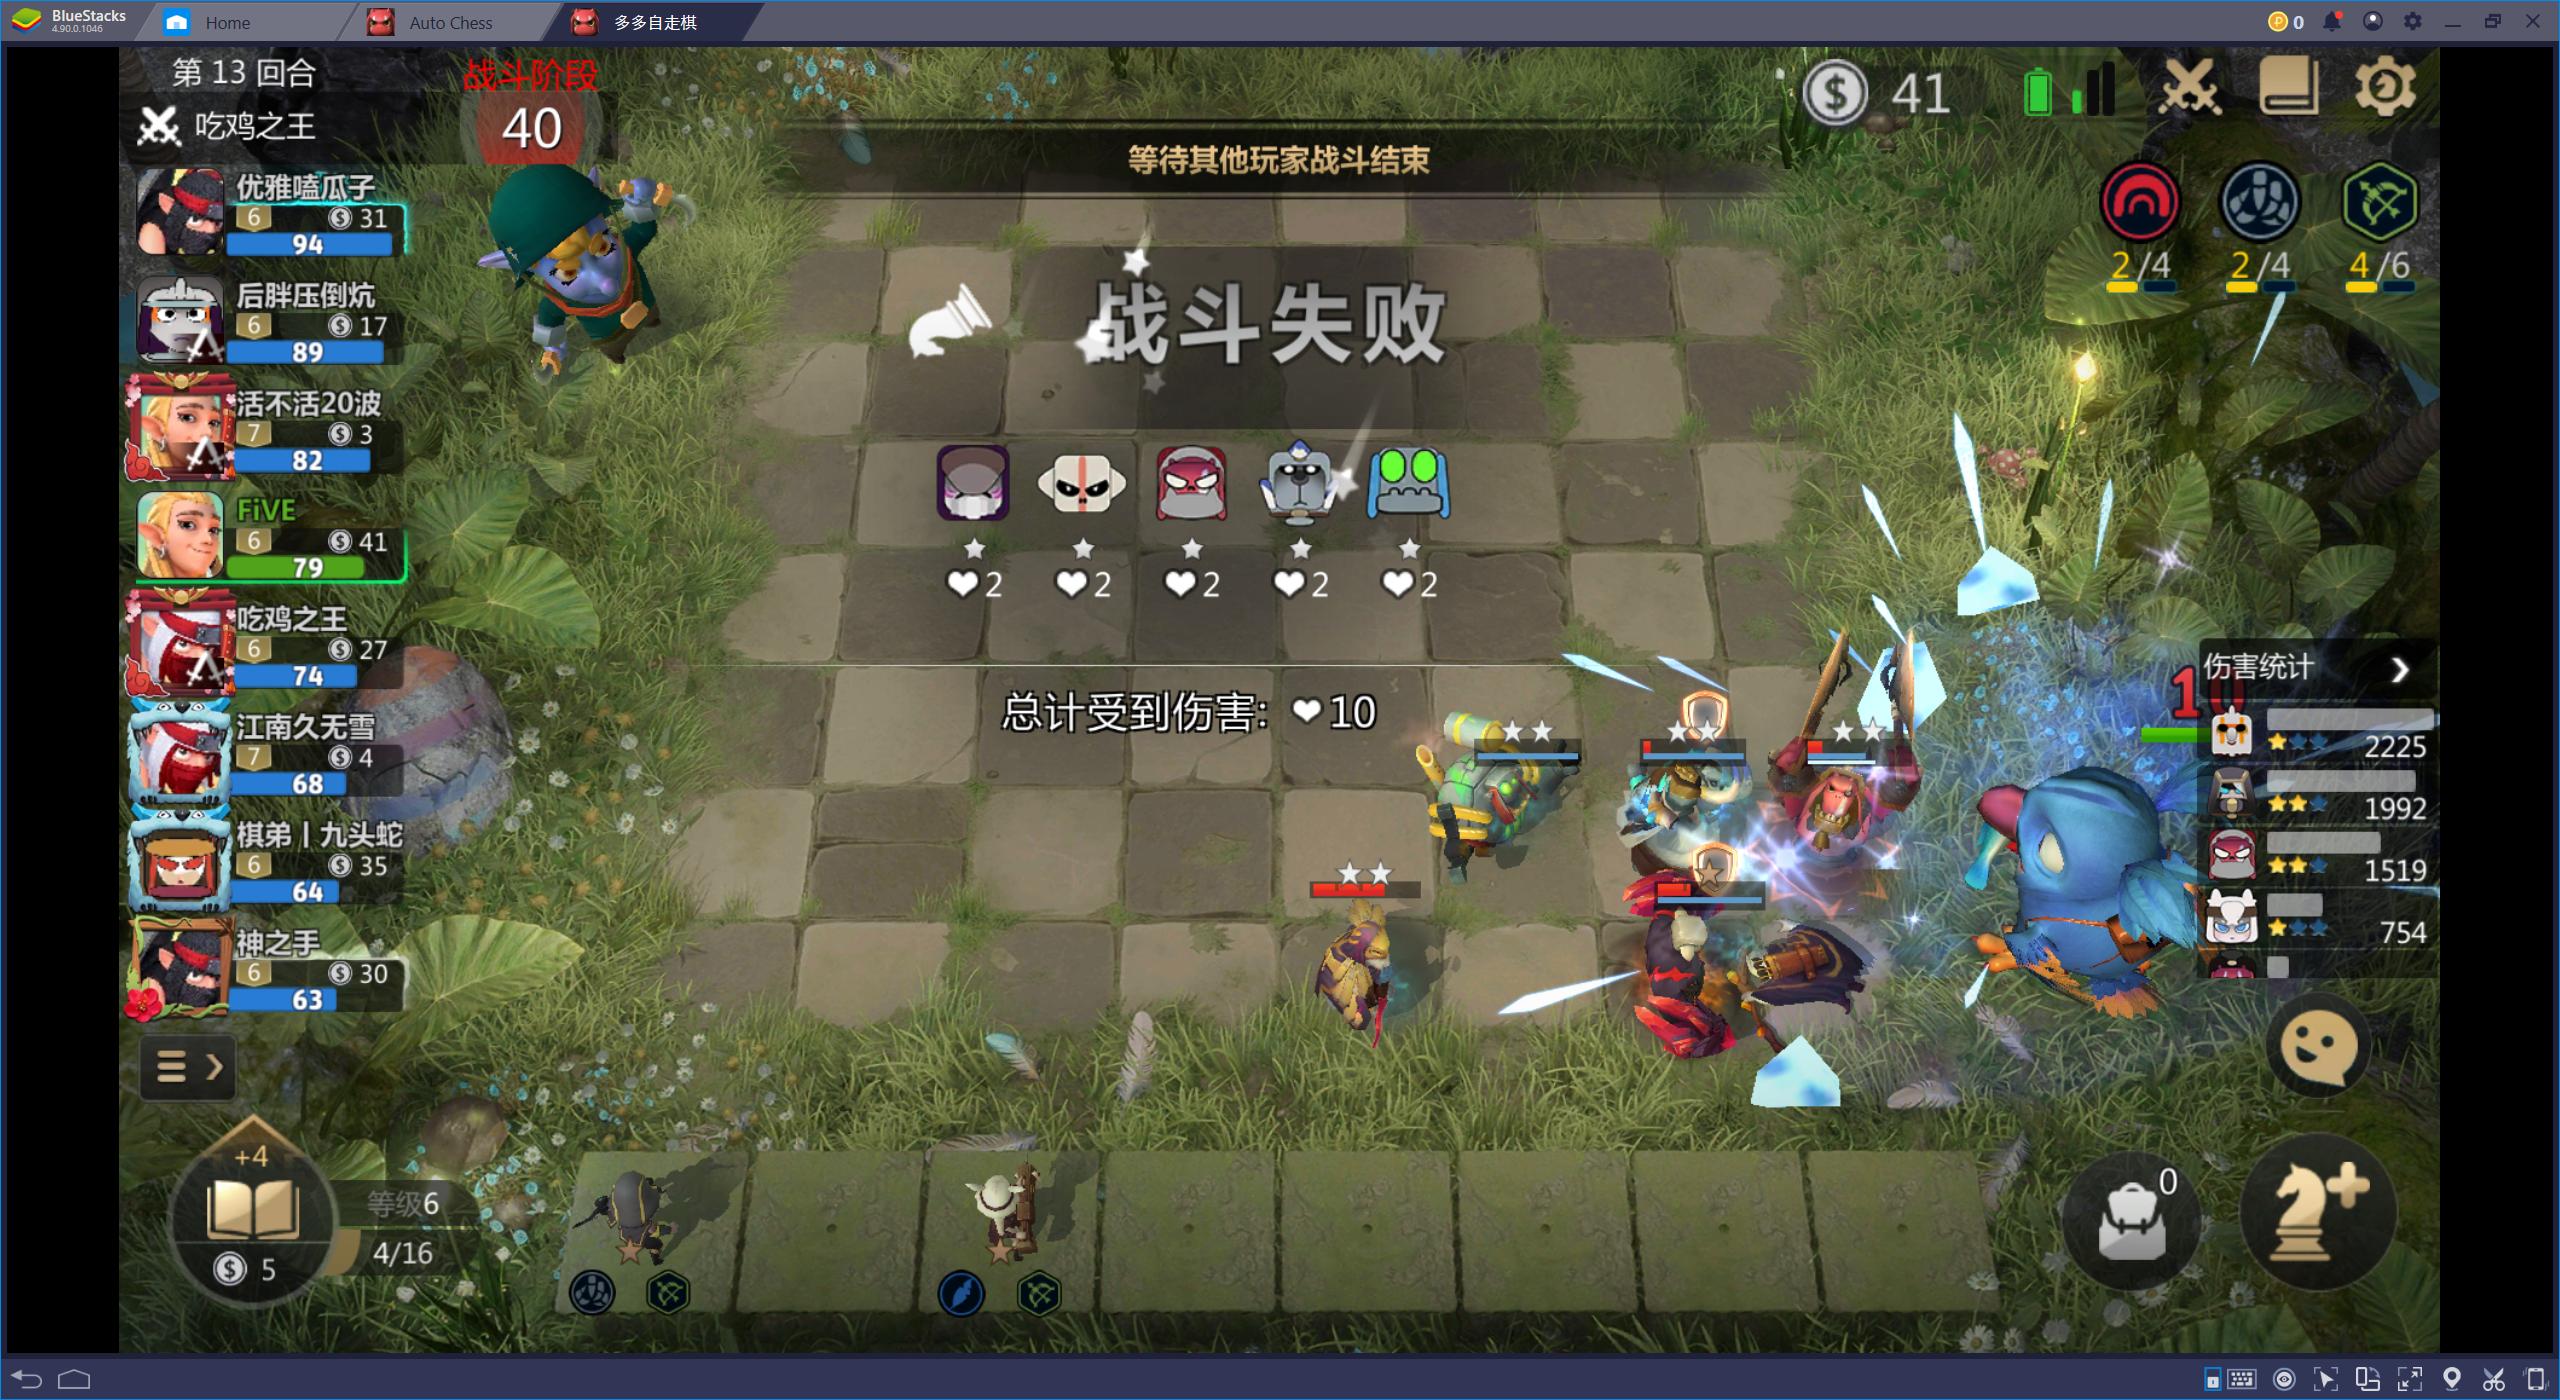 BlueStacks
4.90.0.1046
Home
Auto Chess
多多自走棋
0
第 13 回合
战斗阶段
吃鸡之王
40
41
等待其他玩家战斗结束
2/4
2/4
4/6
优雅嗑瓜子
6
31
94
后胖压倒炕
6
17
89
活不活20波
7
3
82
FiVE
6
41
79
吃鸡之王
6
27
74
江南久无雪
7
4
68
棋弟丨九头蛇
6
35
64
神之手
6
30
63
战斗失败
2
2
2
2
2
总计受到伤害: 10
10
伤害统计
2225
1992
1519
754
+4
5
等级6
4/16
0